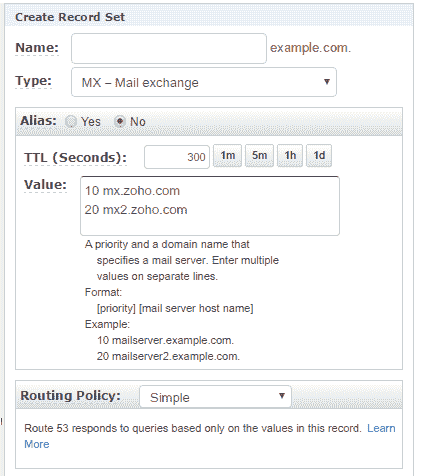 Create Record Set
Name: example.com.
Type: MX – Mail exchange
Alias: Yes No
TTL (Seconds): 300 1m 5m 1h 1d
Value: 10 mx.zoho.com
20 mx2.zoho.com
A priority and a domain name that
specifies a mail server. Enter multiple
values on separate lines.
Format:
[priority] [mail server host name]
Example:
10 mailserver.example.com.
20 mailserver2.example.com.
Routing Policy: Simple
Route 53 responds to queries based only on the values in this record. Learn
More